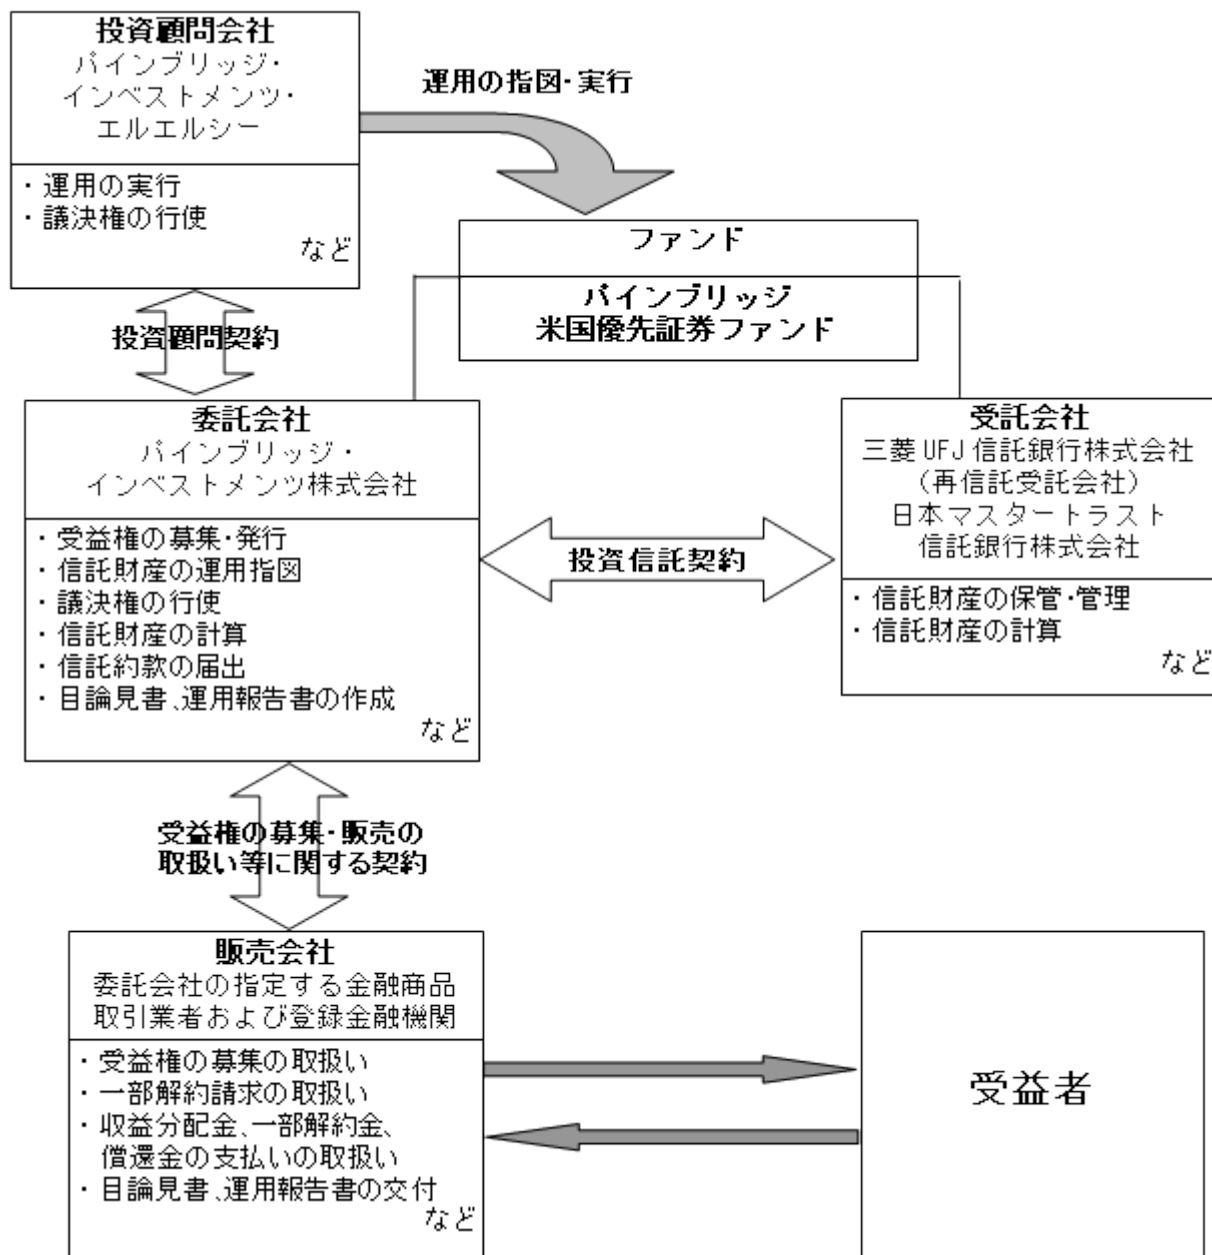 投資顧問会社
パインブリッジ・
インベストメンツ・
エルエルシー
・運用の実行
・議決権の行使
など
運用の指図・実行
ファンド
パインブリッジ
米国優先証券ファンド
投資顧問契約
委託会社
パインブリッジ・
インベストメンツ株式会社
・受益権の募集・発行
・信託財産の運用指図
・議決権の行使
・信託財産の計算
・信託約款の届出
・目論見書、運用報告書の作成
など
投資信託契約
受託会社
三菱UFJ信託銀行株式会社
（再信託受託会社）
日本マスタートラスト
信託銀行株式会社
・信託財産の保管・管理
・信託財産の計算
など
受益権の募集・販売の
取扱い等に関する契約
販売会社
委託会社の指定する金融商品
取引業者および登録金融機関
・受益権の募集の取扱い
・一部解約請求の取扱い
・収益分配金、一部解約金、
償還金の支払いの取扱い
・目論見書、運用報告書の交付
など
受益者